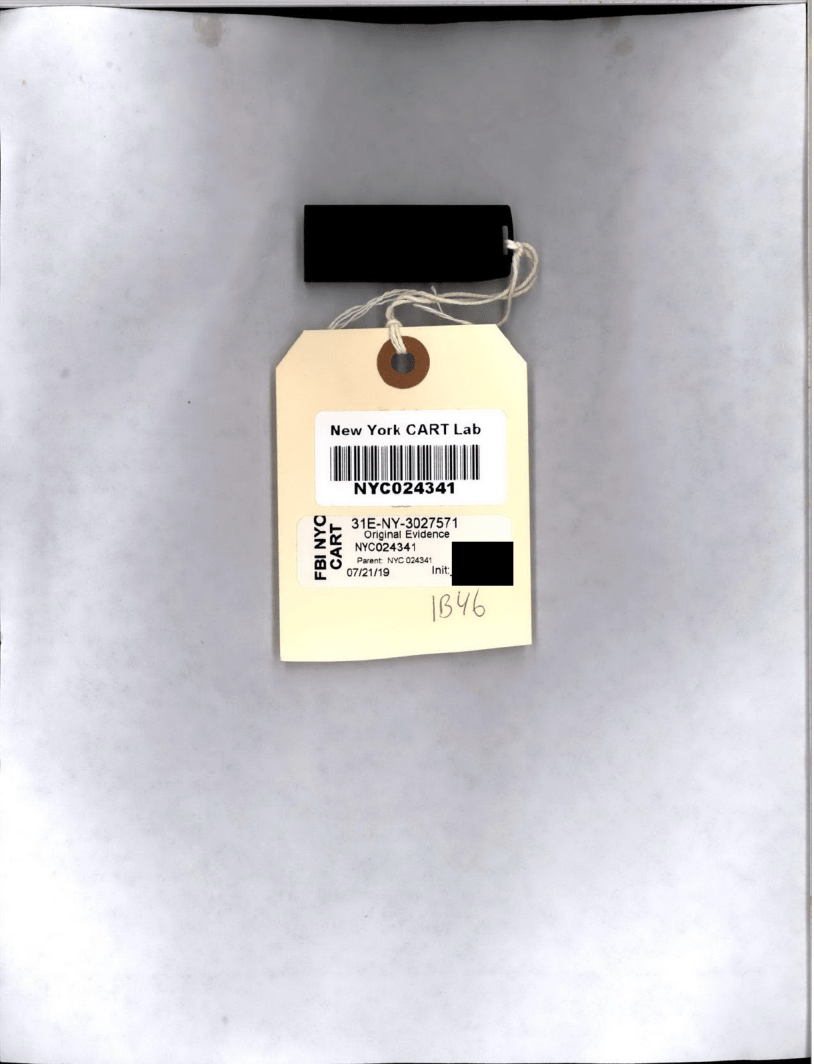 New York CART Lab
NYC024341
FBI NYO
CART
31E-NY-3027571
Original Evidence
NYC024341
Parent: NYC 024341
07/21/19 Init:
1B46